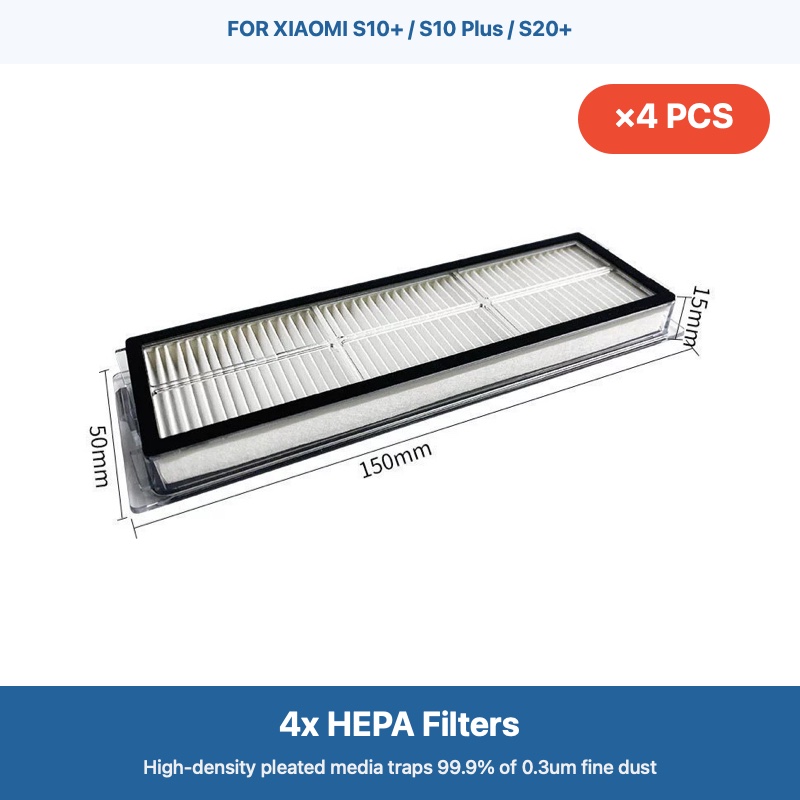 FOR XIAOMI S10+ / S10 Plus / S20+
×4 PCS
15mm
50mm
150mm
4x HEPA Filters
High-density pleated media traps 99.9% of 0.3um fine dust